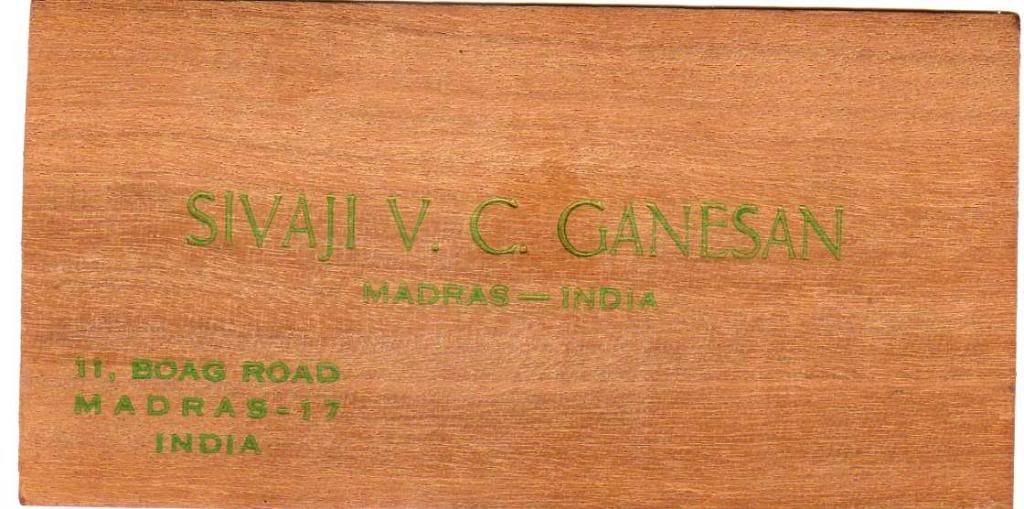 SIVAJI V. C. GANESAN
MADRAS — INDIA
11, BOAG ROAD
MADRAS-17
INDIA